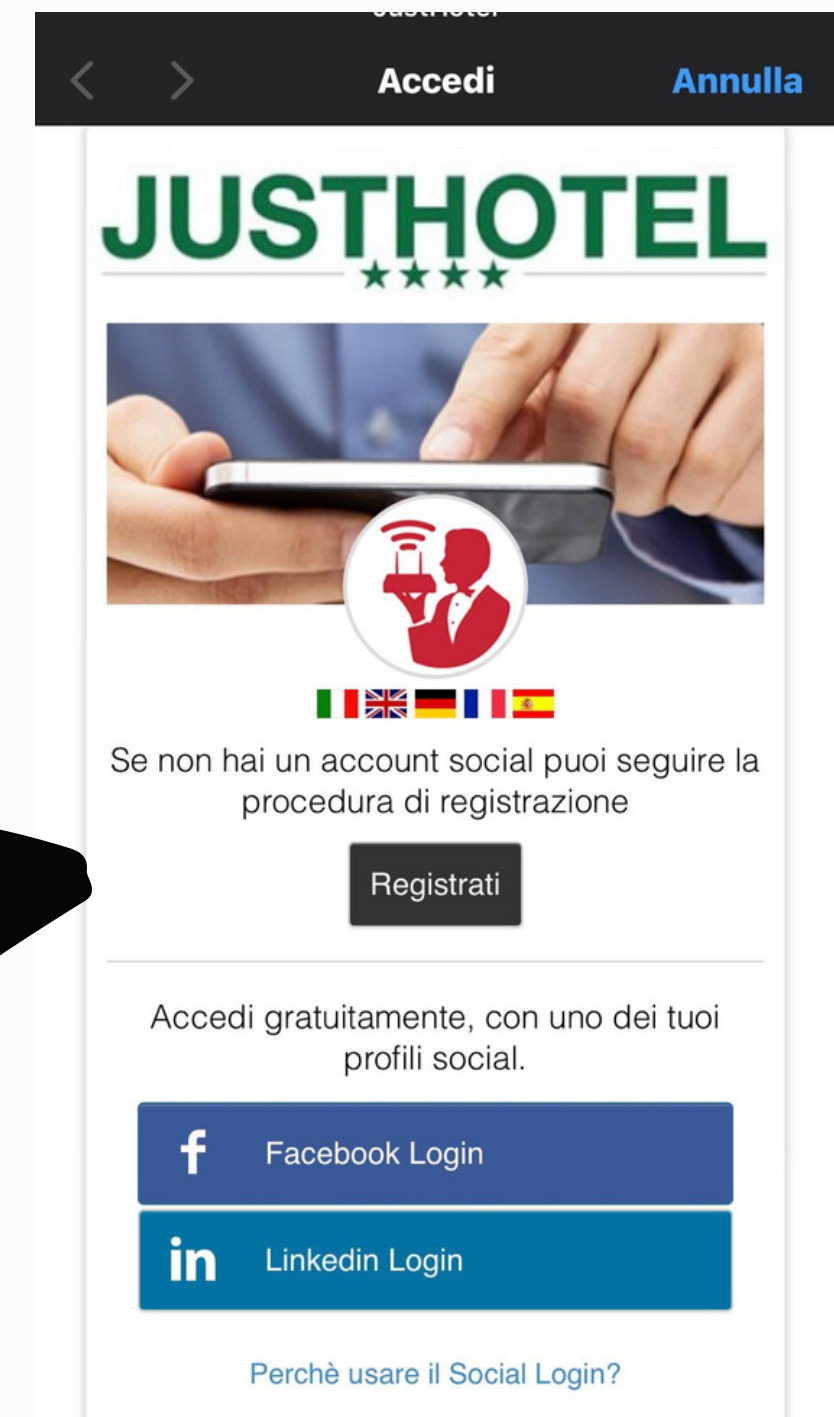 Accedi
Annulla
JUSTHOTEL
Se non hai un account social puoi seguire la
procedura di registrazione
Registrati
Accedi gratuitamente, con uno dei tuoi
profili social.
f Facebook Login
in Linkedin Login
Perchè usare il Social Login?